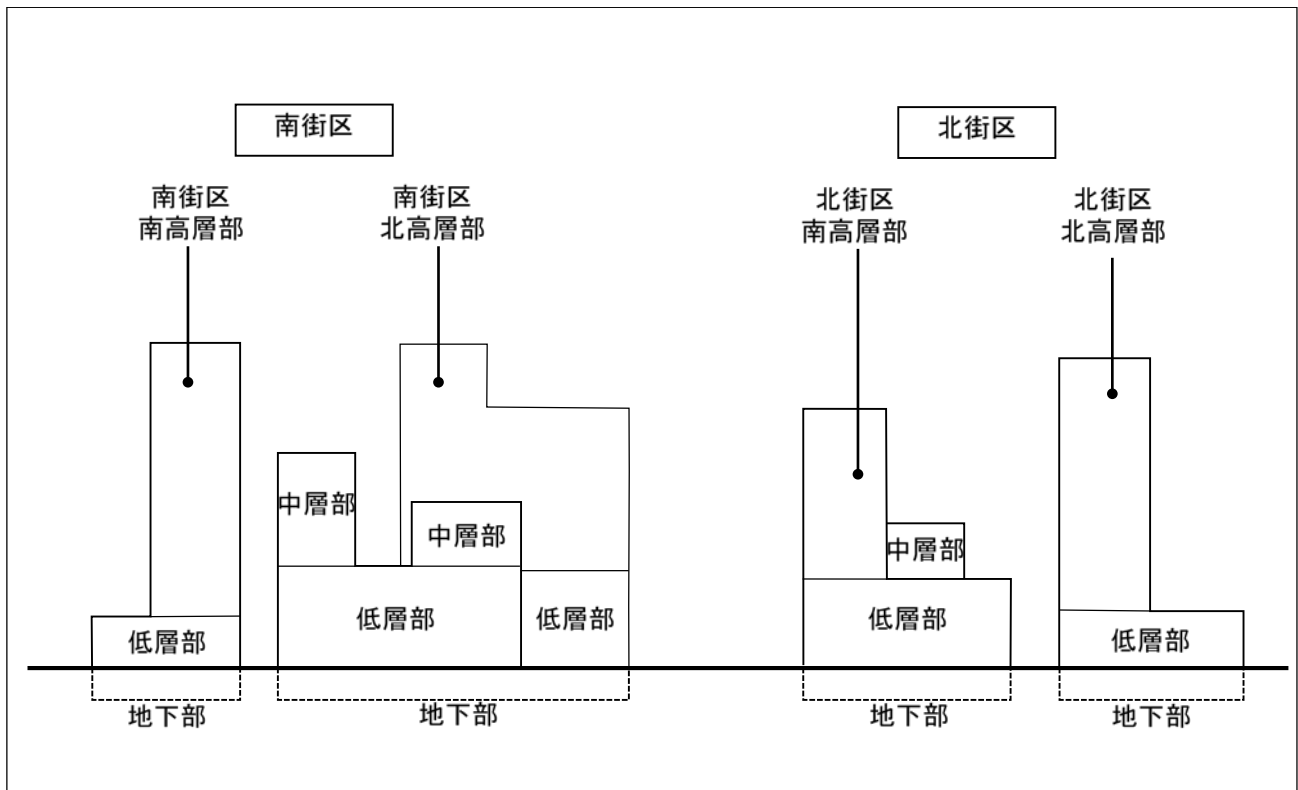 南街区
北街区
南街区
南高層部
南街区
北高層部
北街区
南高層部
北街区
北高層部
中層部
中層部
中層部
低層部
低層部
低層部
低層部
低層部
地下部
地下部
地下部
地下部